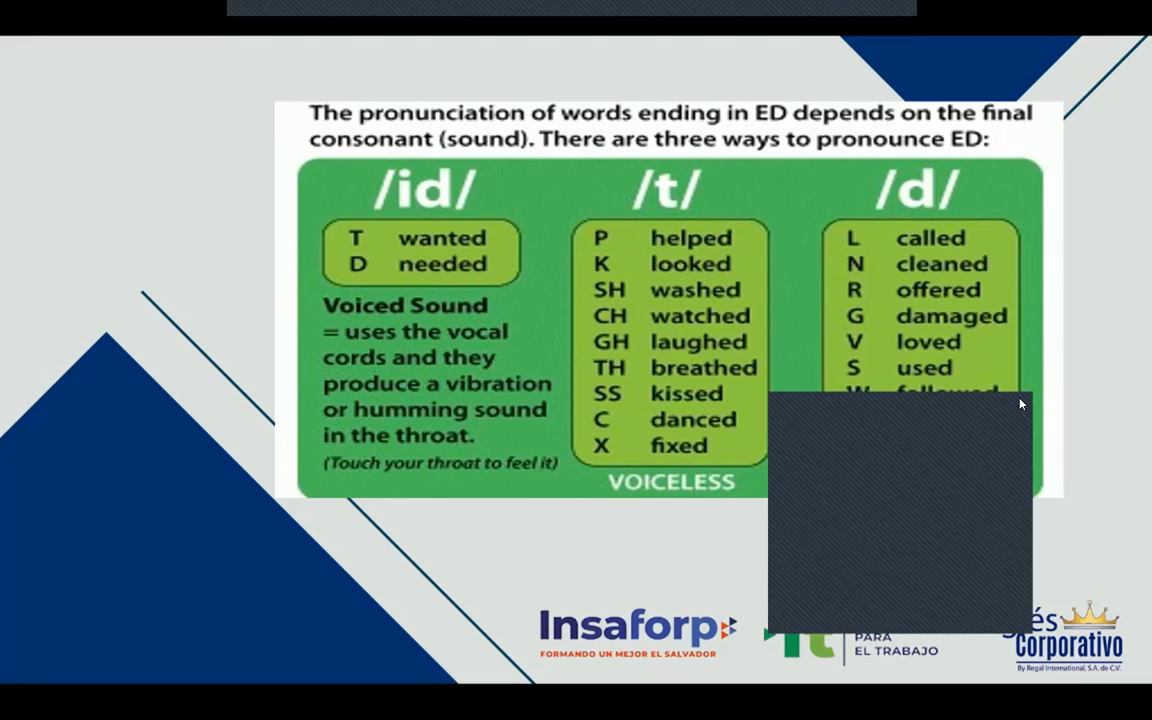 The pronunciation of words ending in ED depends on the final
consonant (sound). There are three ways to pronounce ED:
/id/ /t/ /d/
T wanted
D needed
Voiced Sound
= uses the vocal
cords and they
produce a vibration
or humming sound
in the throat.
(Touch your throat to feel it)
P helped
K looked
SH washed
CH watched
GH laughed
TH breathed
SS kissed
C danced
X fixed
VOICELESS
L called
N cleaned
R offered
G damaged
V loved
S used
W followed
Insaforp
FORMANDO UN MEJOR EL SALVADOR
PARA
EL TRABAJO
Corporativo
By Regal International, S.A. de C.V.